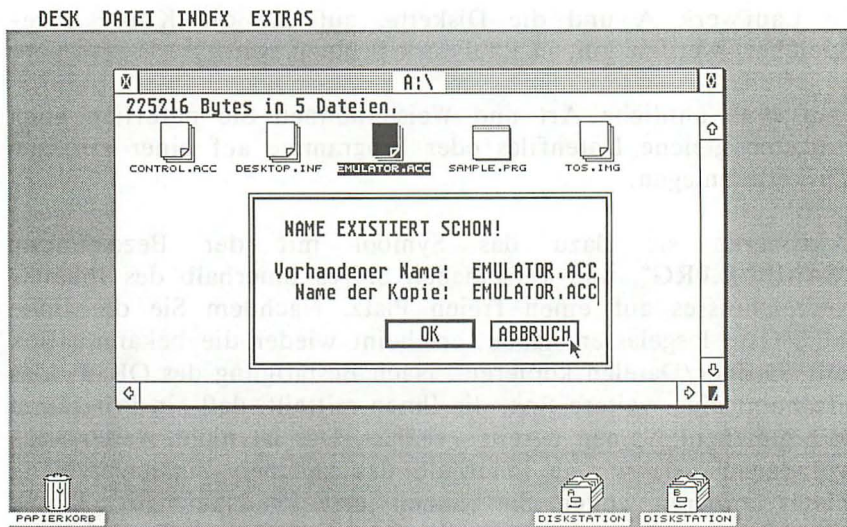 DESK DATEI INDEX EXTRAS
A:\
225216 Bytes in 5 Dateien.
CONTROL.ACC DESKTOP.INF EMULATOR.ACC SAMPLE.PRG TOS.IMG
NAME EXISTIERT SCHON!
Vorhandener Name: EMULATOR.ACC
Name der Kopie: EMULATOR.ACC
OK ABBRUCH
A B
PAPIERKORB DISKSTATION DISKSTATION